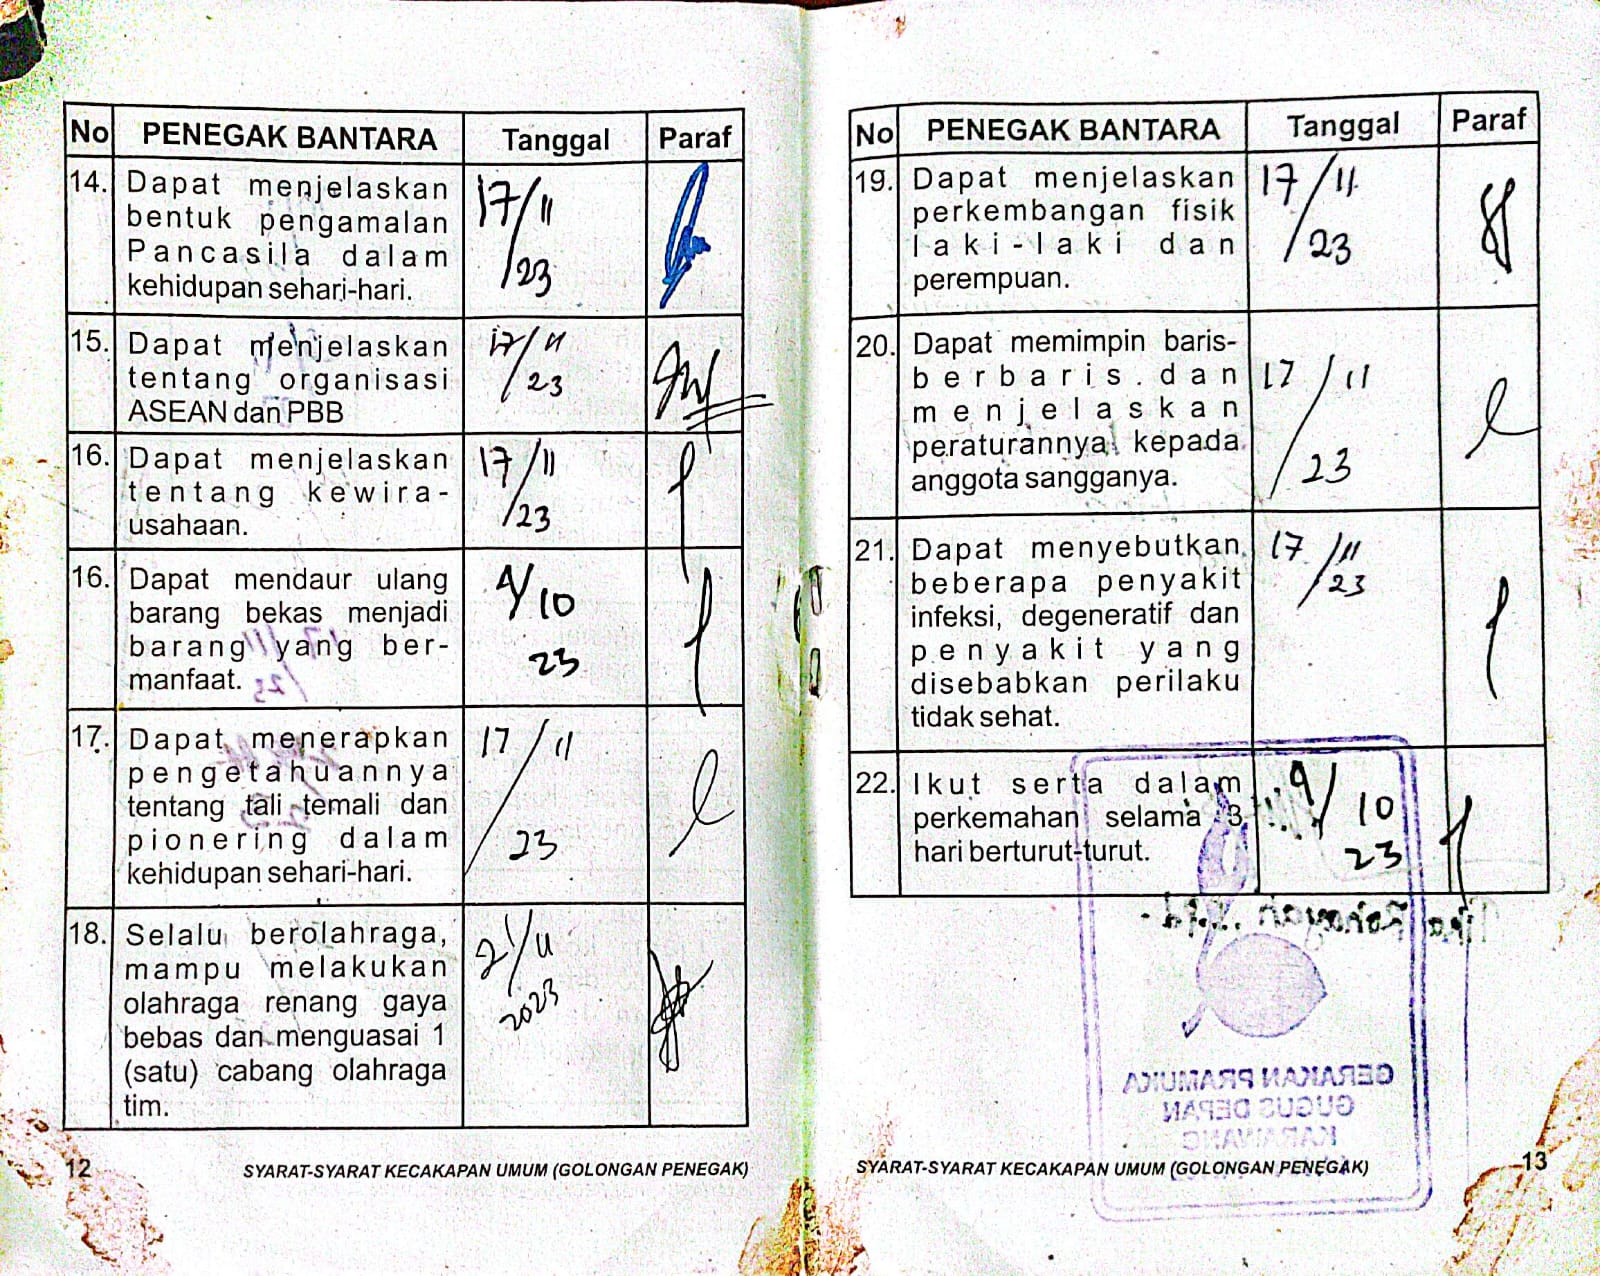 No PENEGAK BANTARA Tanggal Paraf
14. Dapat menjelaskan
bentuk pengamalan
Pancasila dalam
kehidupan sehari-hari.
17/11
/23
15. Dapat menjelaskan
tentang organisasi
ASEAN dan PBB
17/11
/23
16. Dapat menjelaskan
tentang kewira-
usahaan.
17/11
/23
16. Dapat mendaur ulang
barang bekas menjadi
barang yang ber-
manfaat.
9/10
23
17. Dapat menerapkan
pengetahuannya
tentang tali temali dan
pionering dalam
kehidupan sehari-hari.
17/11
/23
18. Selalu berolahraga,
mampu melakukan
olahraga renang gaya
bebas dan menguasai 1
(satu) cabang olahraga
tim.
21/11
2023
12
SYARAT-SYARAT KECAKAPAN UMUM (GOLONGAN PENEGAK)
No PENEGAK BANTARA Tanggal Paraf
19. Dapat menjelaskan
perkembangan fisik
laki-laki dan
perempuan.
17/11
/23
20. Dapat memimpin baris-
berbaris dan
menjelaskan
peraturannya kepada
anggota sangganya.
17/11
/23
21. Dapat menyebutkan
beberapa penyakit
infeksi, degeneratif dan
penyakit yang
disebabkan perilaku
tidak sehat.
17/11
/23
22. Ikut serta dalam
perkemahan selama 3
hari berturut-turut.
9/10
23
GERAKAN PRAMUKA
GUGUS DEPAN
KARAWANG
SYARAT-SYARAT KECAKAPAN UMUM (GOLONGAN PENEGAK)
13